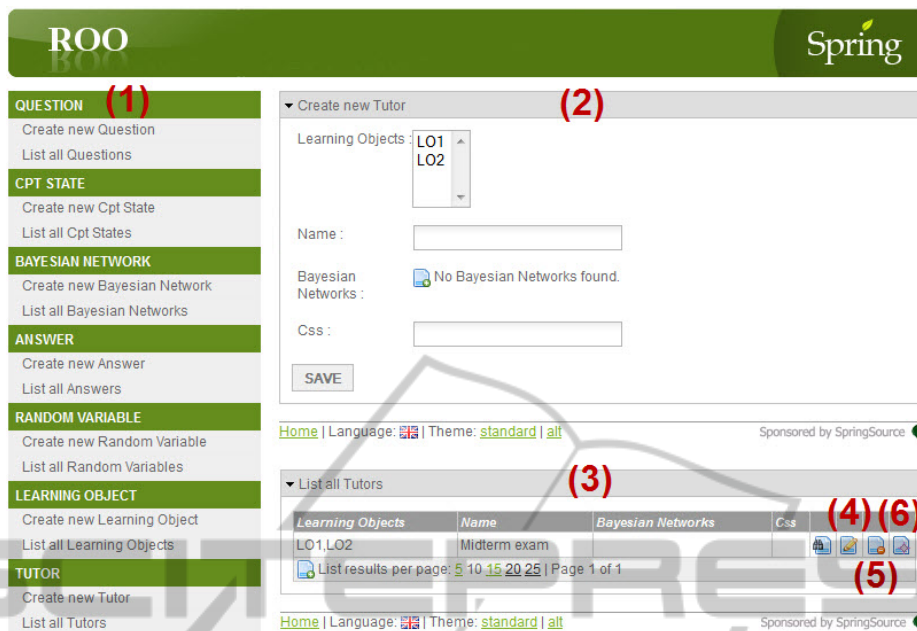 ROO
Spring
QUESTION (1)
Create new Question
List all Questions
CPT STATE
Create new Cpt State
List all Cpt States
BAYESIAN NETWORK
Create new Bayesian Network
List all Bayesian Networks
ANSWER
Create new Answer
List all Answers
RANDOM VARIABLE
Create new Random Variable
List all Random Variables
LEARNING OBJECT
Create new Learning Object
List all Learning Objects
TUTOR
Create new Tutor
List all Tutors
Create new Tutor (2)
Learning Objects :
LO1
LO2
Name :
Bayesian
Networks :
No Bayesian Networks found.
Css :
SAVE
Home | Language: | Theme: standard | alt
Sponsored by SpringSource
List all Tutors (3)
Learning Objects Name Bayesian Networks Css (4) (6)
LO1,LO2 Midterm exam
List results per page: 5 10 15 20 25 | Page 1 of 1
(5)
Home | Language: | Theme: standard | alt
Sponsored by SpringSource